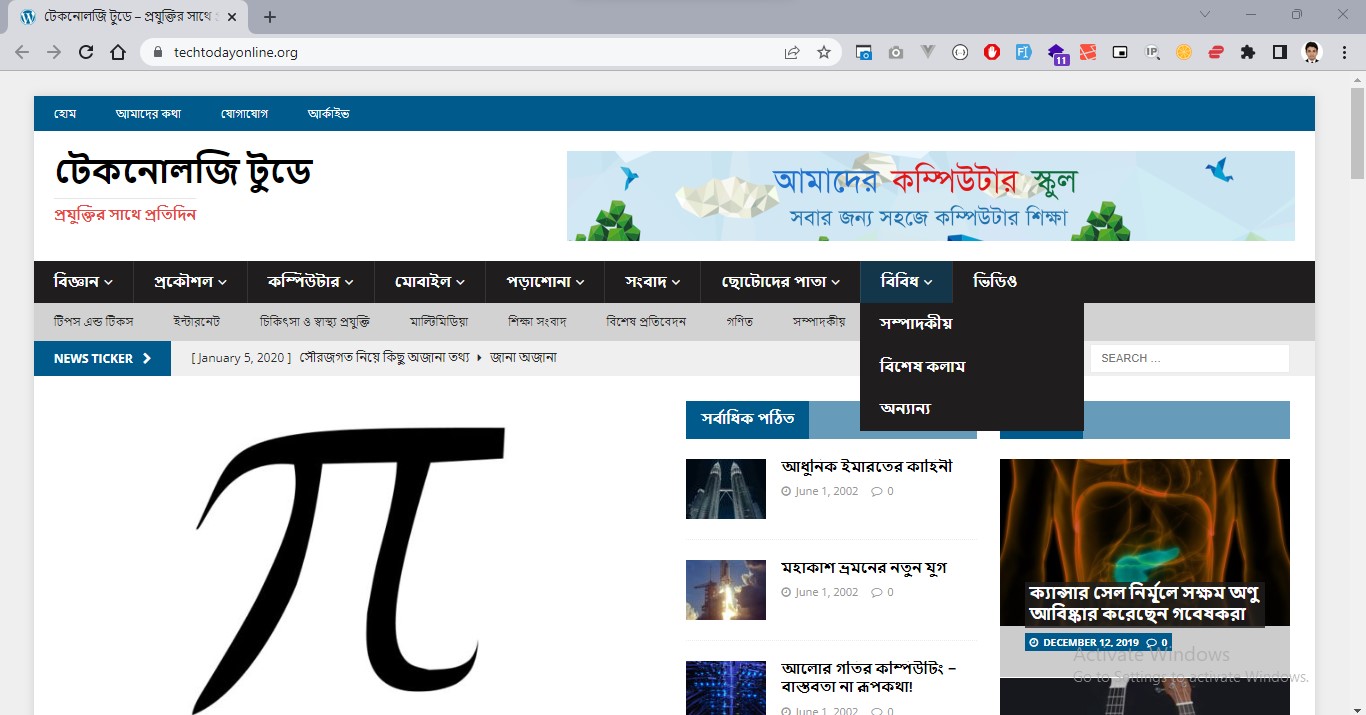 টেকনোলজি টুডে – প্রযুক্তির সাথে
techtodayonline.org
11
হোম
আমাদের কথা
যোগাযোগ
আর্কাইভ
টেকনোলজি টুডে
প্রযুক্তির সাথে প্রতিদিন
আমাদের কম্পিউটার স্কুল
সবার জন্য সহজে কম্পিউটার শিক্ষা
বিজ্ঞান
প্রকৌশল
কম্পিউটার
মোবাইল
পড়াশোনা
সংবাদ
ছোটোদের পাতা
বিবিধ
ভিডিও
টিপস এন্ড টিকস
ইন্টারনেট
চিকিৎসা ও স্বাস্থ্য প্রযুক্তি
মাল্টিমিডিয়া
শিক্ষা সংবাদ
বিশেষ প্রতিবেদন
গণিত
সম্পাদকীয়
সম্পাদকীয়
বিশেষ কলাম
অন্যান্য
NEWS TICKER
[ January 5, 2020 ] সৌরজগত নিয়ে কিছু অজানা তথ্য জানা অজানা
SEARCH …
π
সর্বাধিক পঠিত
আধুনিক ইমারতের কাহিনী
June 1, 2002 0
মহাকাশ ভ্রমনের নতুন যুগ
June 1, 2002 0
আলোর গতির কম্পিউটিং –
বাস্তবতা না রূপকথা!
June 1, 2002 0
ক্যান্সার সেল নির্মূলে সক্ষম অণু
আবিষ্কার করেছেন গবেষকরা
DECEMBER 12, 2019 0
Activate Windows
Go to Settings to activate Windows.